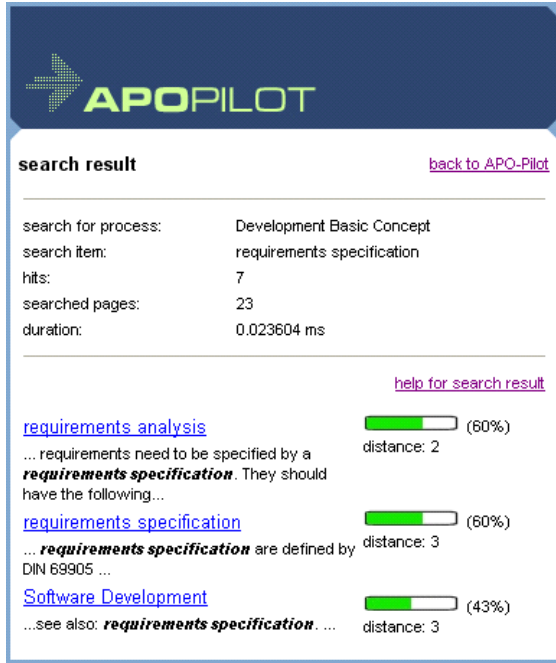 APOPILOT
search result back to APO-Pilot
search for process: Development Basic Concept
search item: requirements specification
hits: 7
searched pages: 23
duration: 0.023604 ms
help for search result
requirements analysis (60%)
... requirements need to be specified by a distance: 2
requirements specification. They should
have the following...
requirements specification (60%)
... requirements specification are defined by distance: 3
DIN 69905 ...
Software Development (43%)
...see also: requirements specification. ... distance: 3